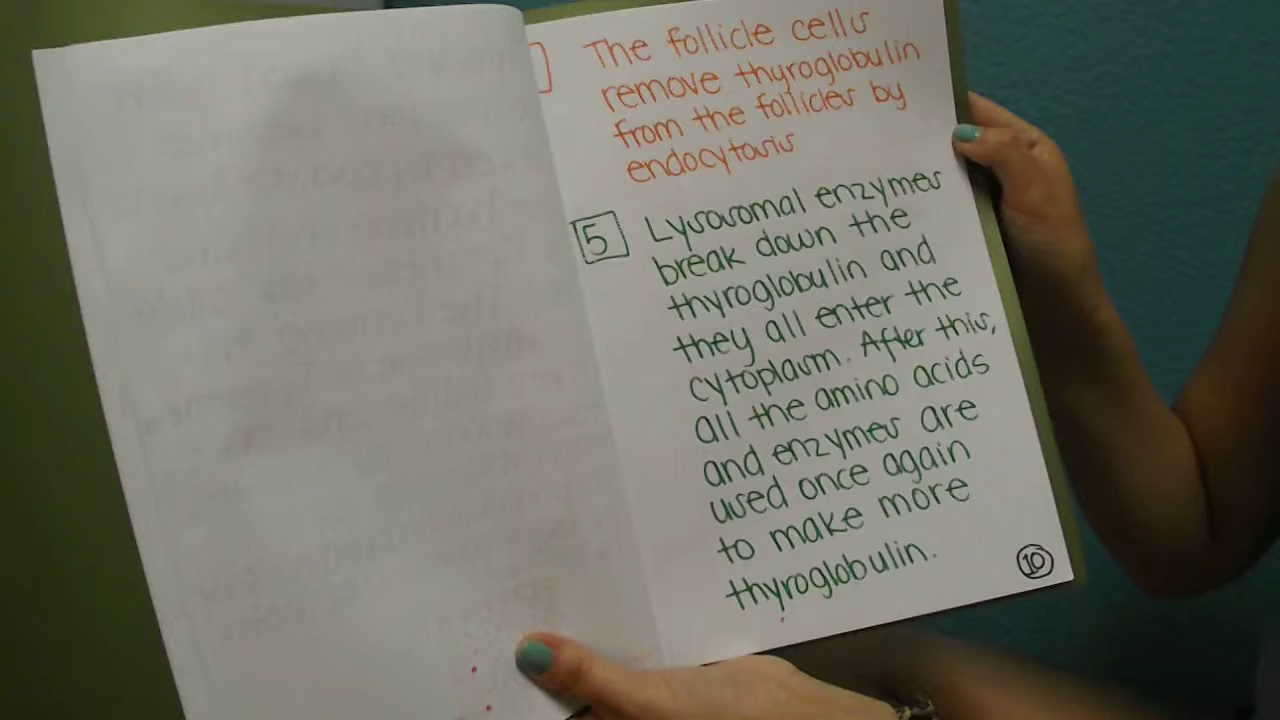 The follicle cells
remove thyroglobulin
from the follicles by
endocytosis
5 Lysosomal enzymes
break down the
thyroglobulin and
they all enter the
cytoplasm. After this,
all the amino acids
and enzymes are
used once again
to make more
thyroglobulin.
10